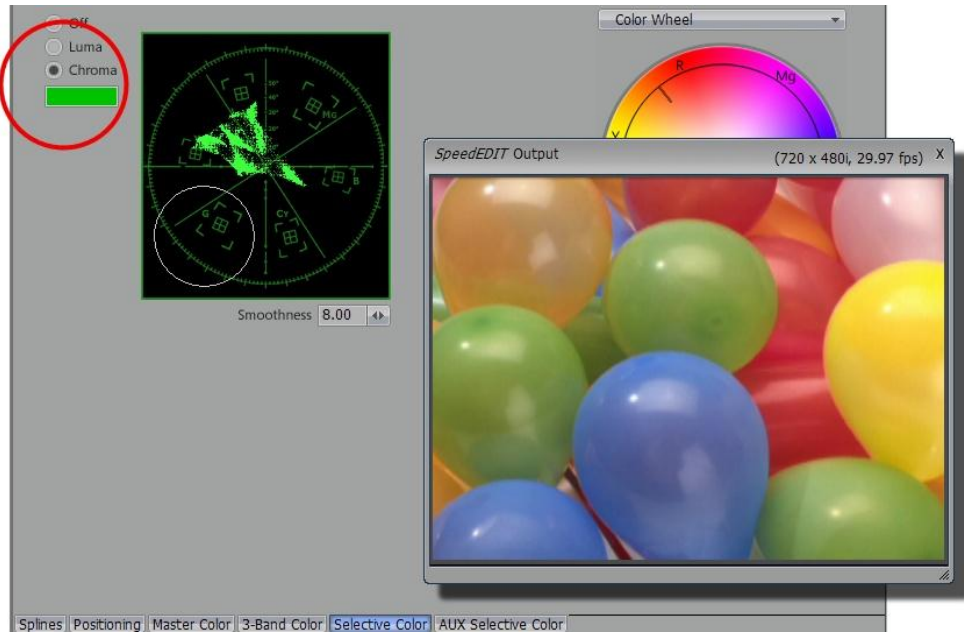 Off
Luma
Chroma
Color Wheel
R
Mg
Y
MG
B
G
CY
Smoothness 8.00
SpeedEDIT Output (720 x 480i, 29.97 fps) X
Splines Positioning Master Color 3-Band Color Selective Color AUX Selective Color